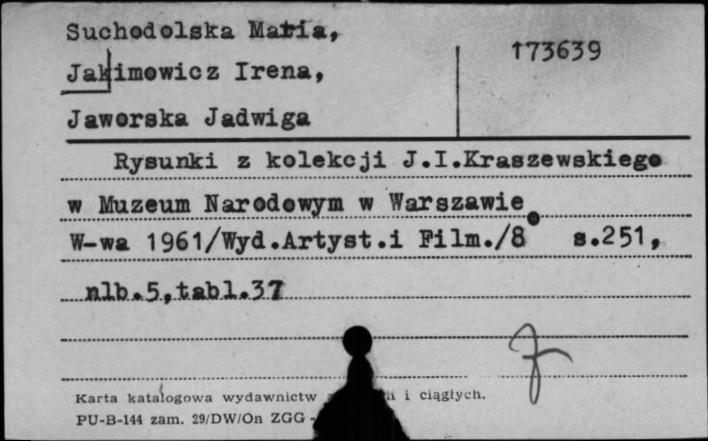 Suchodolska Maria,
173639
Jakimowicz Irena,
Jaworska Jadwiga
Rysunki z kolekcji J.I.Kraszewskiego
w Muzeum Narodowym w Warszawie.
W-wa 1961/Wyd.Artyst.i Film./8 s.251,
nlb.5,tabl.37
Karta katalogowa wydawnictw i ciągłych.
PU-B-144 zam. 29/DW/On ZGG -